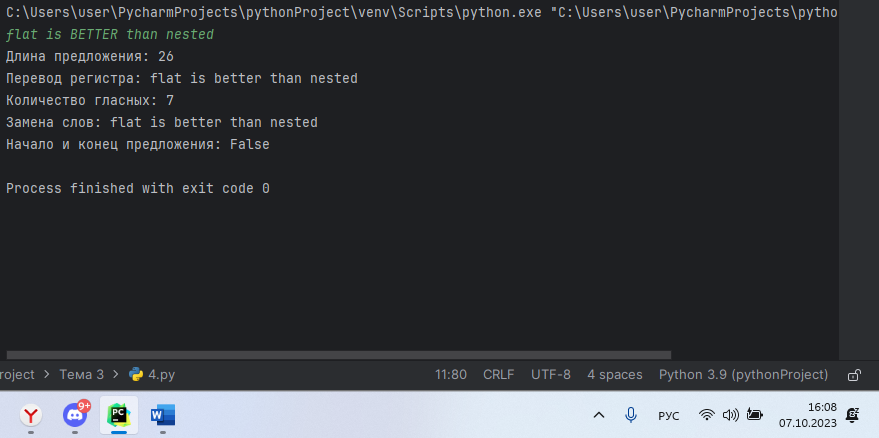 C:\Users\user\PycharmProjects\pythonProject\venv\Scripts\python.exe "C:\Users\user\PycharmProjects\pytho
flat is BETTER than nested
Длина предложения: 26
Перевод регистра: flat is better than nested
Количество гласных: 7
Замена слов: flat is better than nested
Начало и конец предложения: False
Process finished with exit code 0
roject > Тема 3 > 4.py 11:80 CRLF UTF-8 4 spaces Python 3.9 (pythonProject)
Y 9+ PC W РУС 16:08
07.10.2023